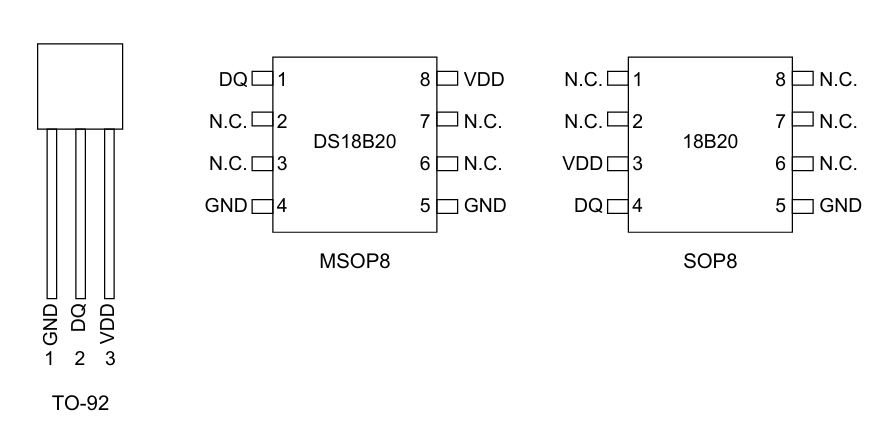 GND DQ VDD
1 2 3
TO-92
DQ 1 8 VDD
N.C. 2 7 N.C.
DS18B20
N.C. 3 6 N.C.
GND 4 5 GND
MSOP8
N.C. 1 8 N.C.
N.C. 2 7 N.C.
18B20
VDD 3 6 N.C.
DQ 4 5 GND
SOP8